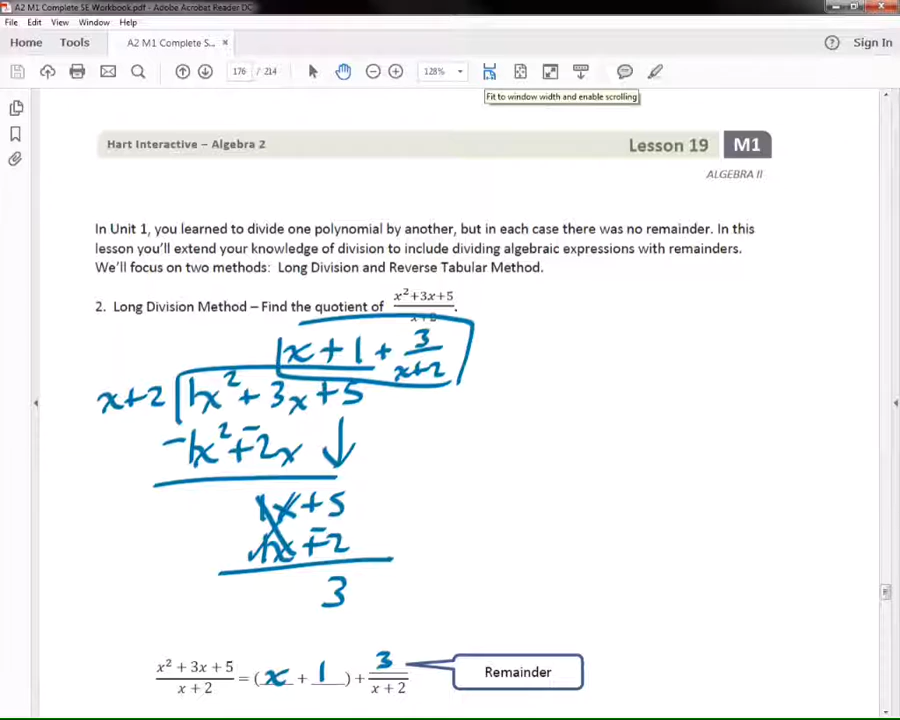 A2 M1 Complete SE Workbook.pdf - Adobe Acrobat Reader DC
File Edit View Window Help
Home Tools A2 M1 Complete S... × Sign In
176 / 214 128%
Fit to window width and enable scrolling
Hart Interactive – Algebra 2 Lesson 19 M1
ALGEBRA II
In Unit 1, you learned to divide one polynomial by another, but in each case there was no remainder. In this
lesson you'll extend your knowledge of division to include dividing algebraic expressions with remainders.
We'll focus on two methods: Long Division and Reverse Tabular Method.
2. Long Division Method – Find the quotient of (x²+3x+5)/(x+2).
1x + 1 + 3/(x+2)
x+2 1x² + 3x + 5
-1x² + -2x ↓
1x + 5
-1x + -2
3
(x² + 3x + 5)/(x + 2) = (x + 1) + 3/(x + 2) Remainder